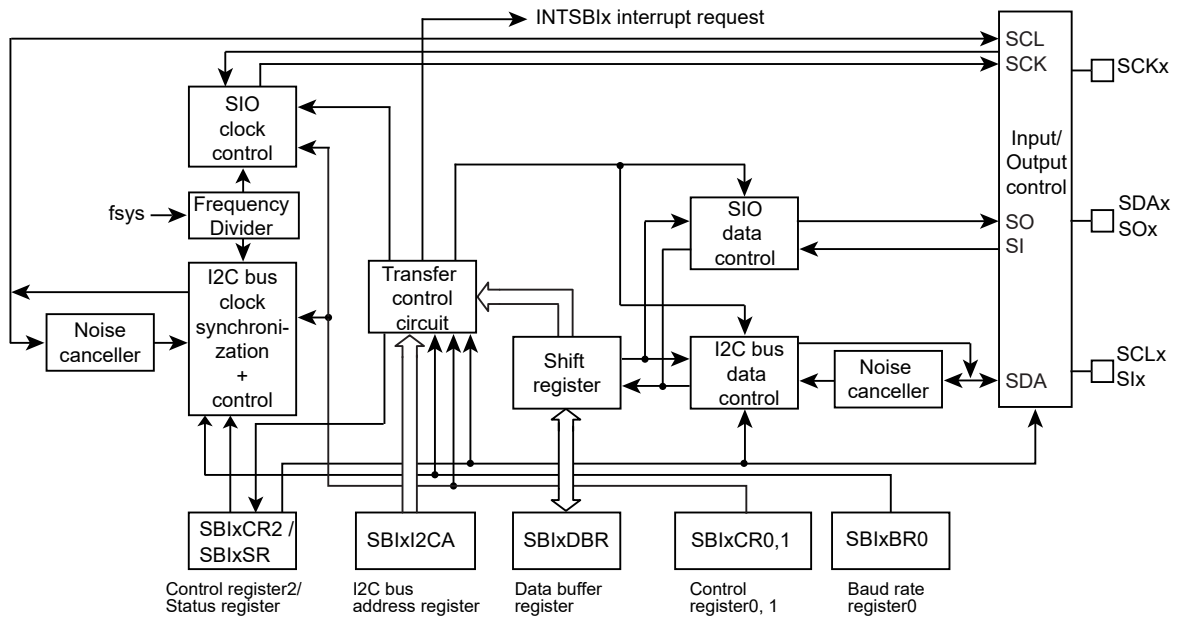 INTSBIx interrupt request
SCL
SCK
SCKx
SIO
clock
control
Input/
Output
control
fsys
Frequency
Divider
SIO
data
control
SO
SI
SDAx
SOx
I2C bus
clock
synchroni-
zation
+
control
Transfer
control
circuit
Noise
canceller
Shift
register
I2C bus
data
control
Noise
canceller
SDA
SCLx
SIx
SBIxCR2 /
SBIxSR
SBIxI2CA
SBIxDBR
SBIxCR0,1
SBIxBR0
Control register2/
Status register
I2C bus
address register
Data buffer
register
Control
register0, 1
Baud rate
register0